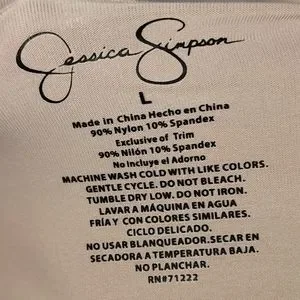 Jessica Simpson
L
Made in China Hecho en China
90% Nylon 10% Spandex
Exclusive of Trim
90% Nilón 10% Spandex
No Incluye el Adorno
MACHINE WASH COLD WITH LIKE COLORS.
GENTLE CYCLE. DO NOT BLEACH.
TUMBLE DRY LOW. DO NOT IRON.
LAVAR A MÁQUINA EN AGUA
FRÍA Y CON COLORES SIMILARES.
CICLO DELICADO.
NO USAR BLANQUEADOR.SECAR EN
SECADORA A TEMPERATURA BAJA.
NO PLANCHAR.
RN#71222